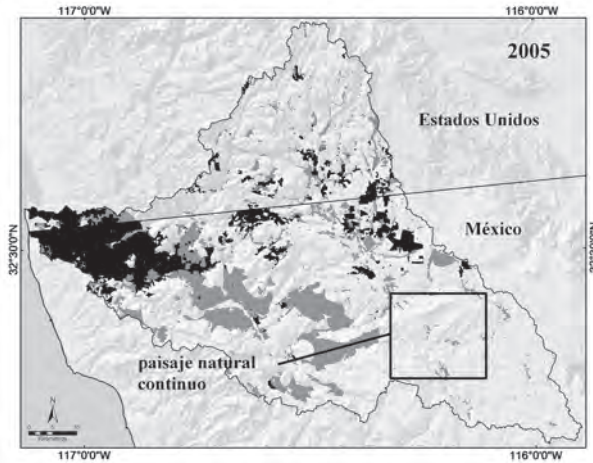 117°0'0"W
116°0'0"W
2005
Estados Unidos
México
32°30'0"N
paisaje natural
continuo
N
117°0'0"W
116°0'0"W